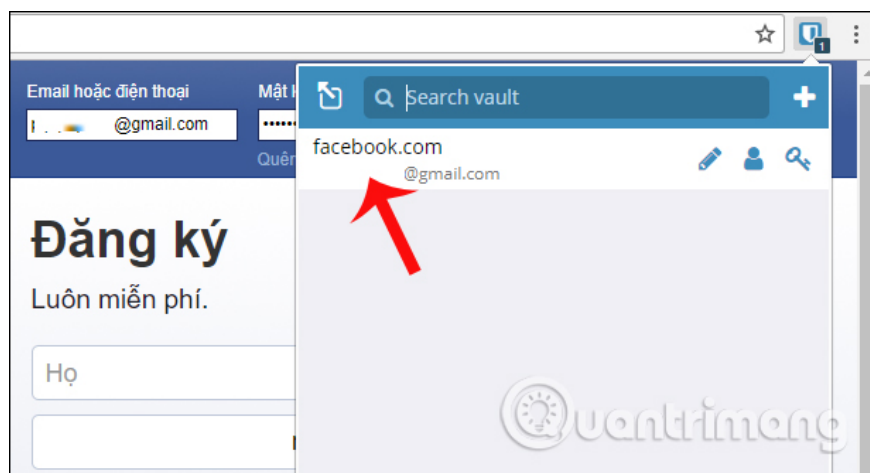 1
Email hoặc điện thoại
Mật
@gmail.com
Quên
Search vault
facebook.com
@gmail.com
Đăng ký
Luôn miễn phí.
Họ
Quantrimang